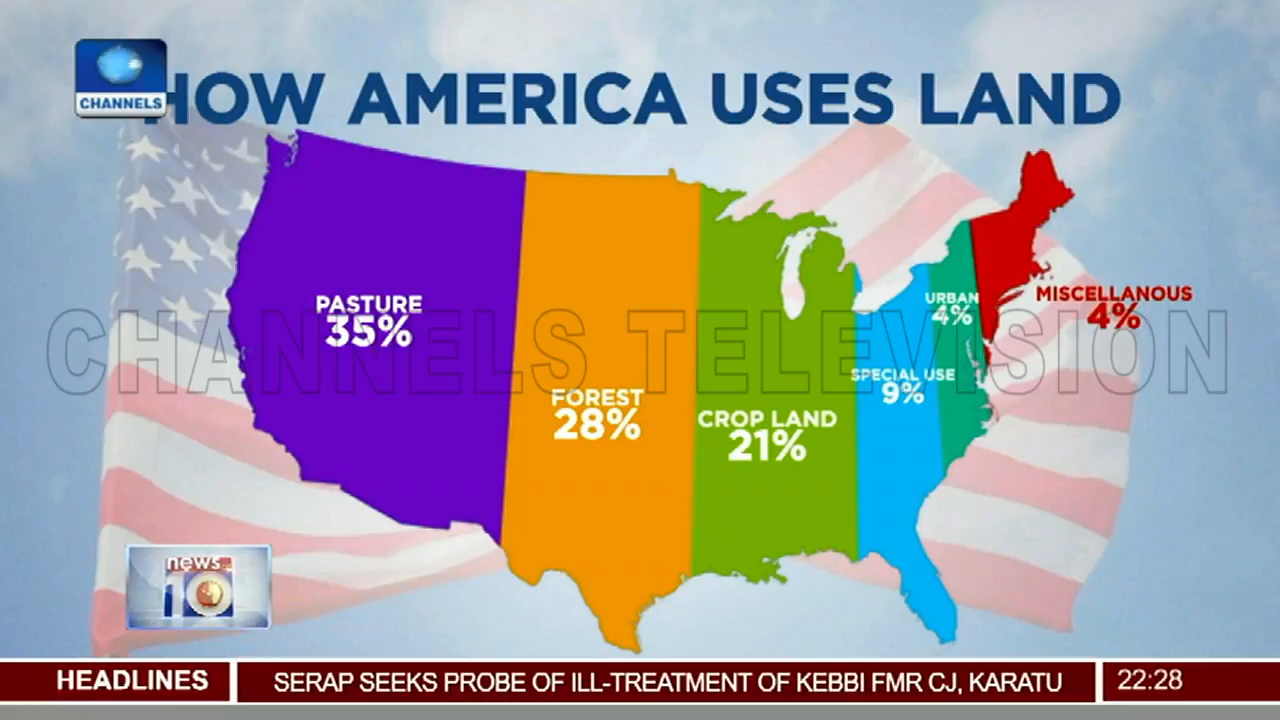 CHANNELS
HOW AMERICA USES LAND
PASTURE
35%
FOREST
28%
CROP LAND
21%
SPECIAL USE
9%
URBAN
4%
MISCELLANOUS
4%
CHANNELS TELEVISION
news
10
HEADLINES
SERAP SEEKS PROBE OF ILL-TREATMENT OF KEBBI FMR CJ, KARATU
22:28